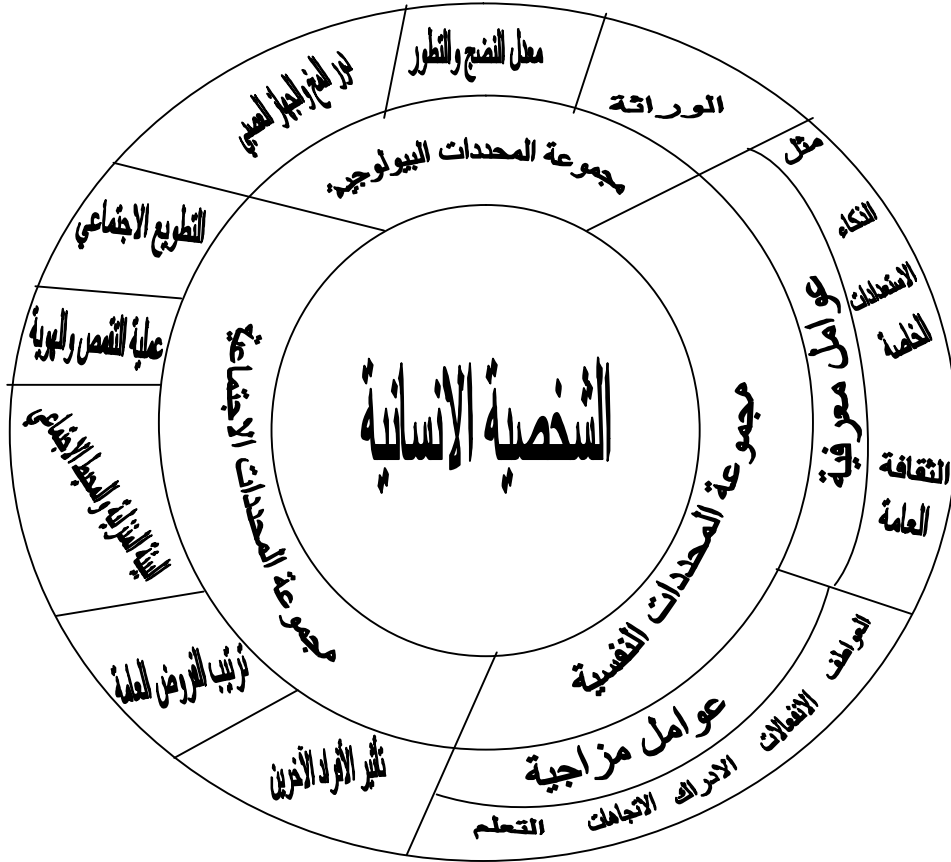 الشخصية الانسانية
مجموعة المحددات البيولوجية
الوراثة
معدل النضج والتطور
دور المخ والجهاز العصبي
مجموعة المحددات النفسية
عوامل معرفية
مثل
الذكاء
الاستعدادات
الخاصة
الثقافة
العامة
عوامل مزاجية
العواطف
الانفعالات
الادراك
الاتجاهات
التعلم
مجموعة المحددات الاجتماعية
التطويع الاجتماعي
عملية التقمص والهوية
المنزلية والمحيط الاجتماعي
ترتيب الفروض العامة
تأثير الأفراد الآخرين